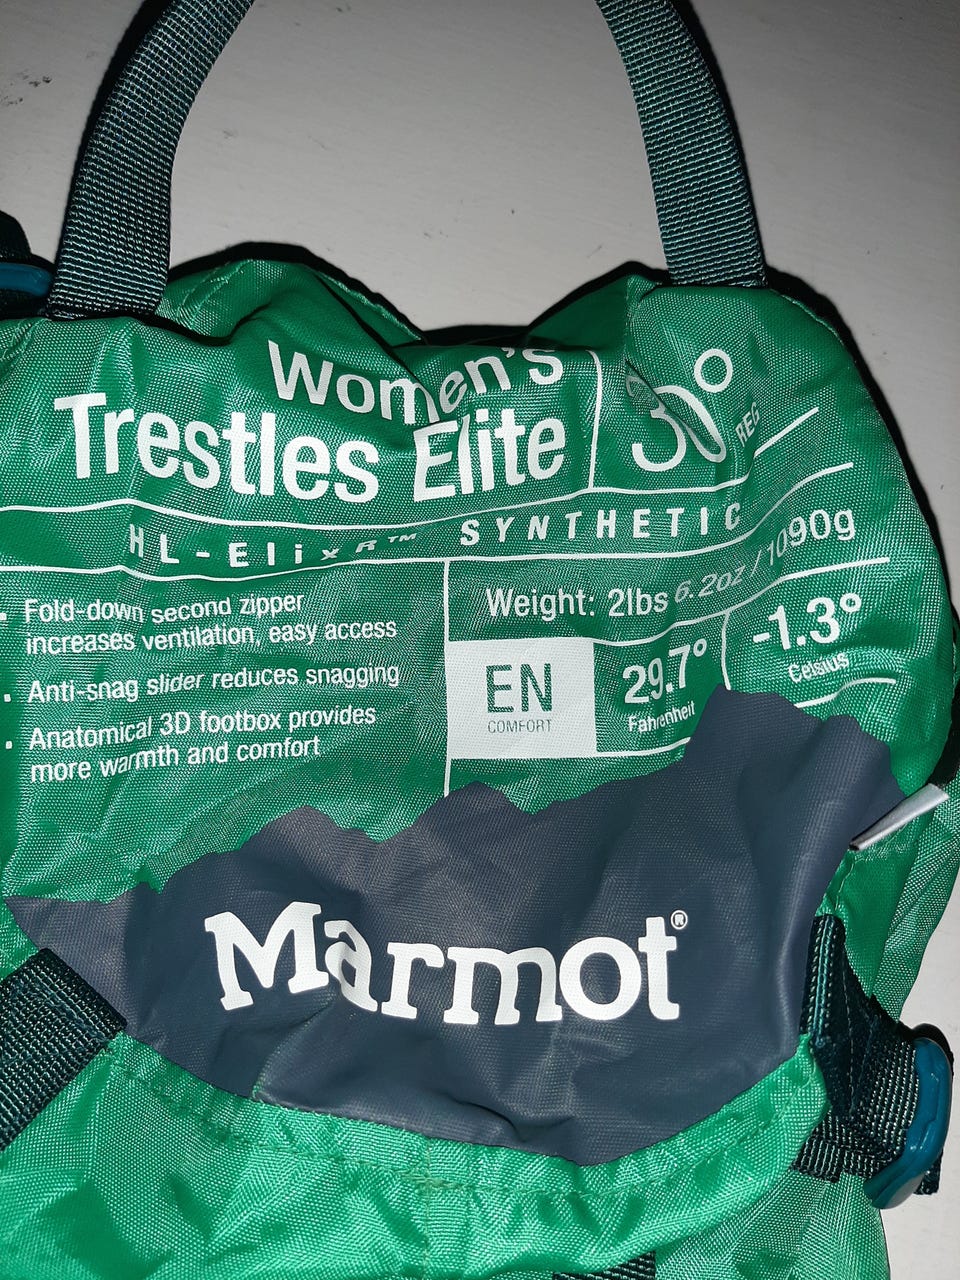 Women's
Trestles Elite
30° REG
HL-ElixR™ SYNTHETIC
• Fold-down second zipper
increases ventilation, easy access
• Anti-snag slider reduces snagging
• Anatomical 3D footbox provides
more warmth and comfort
Weight: 2lbs 6.2oz / 1090g
EN
COMFORT
29.7°
Fahrenheit
-1.3°
Celsius
Marmot®